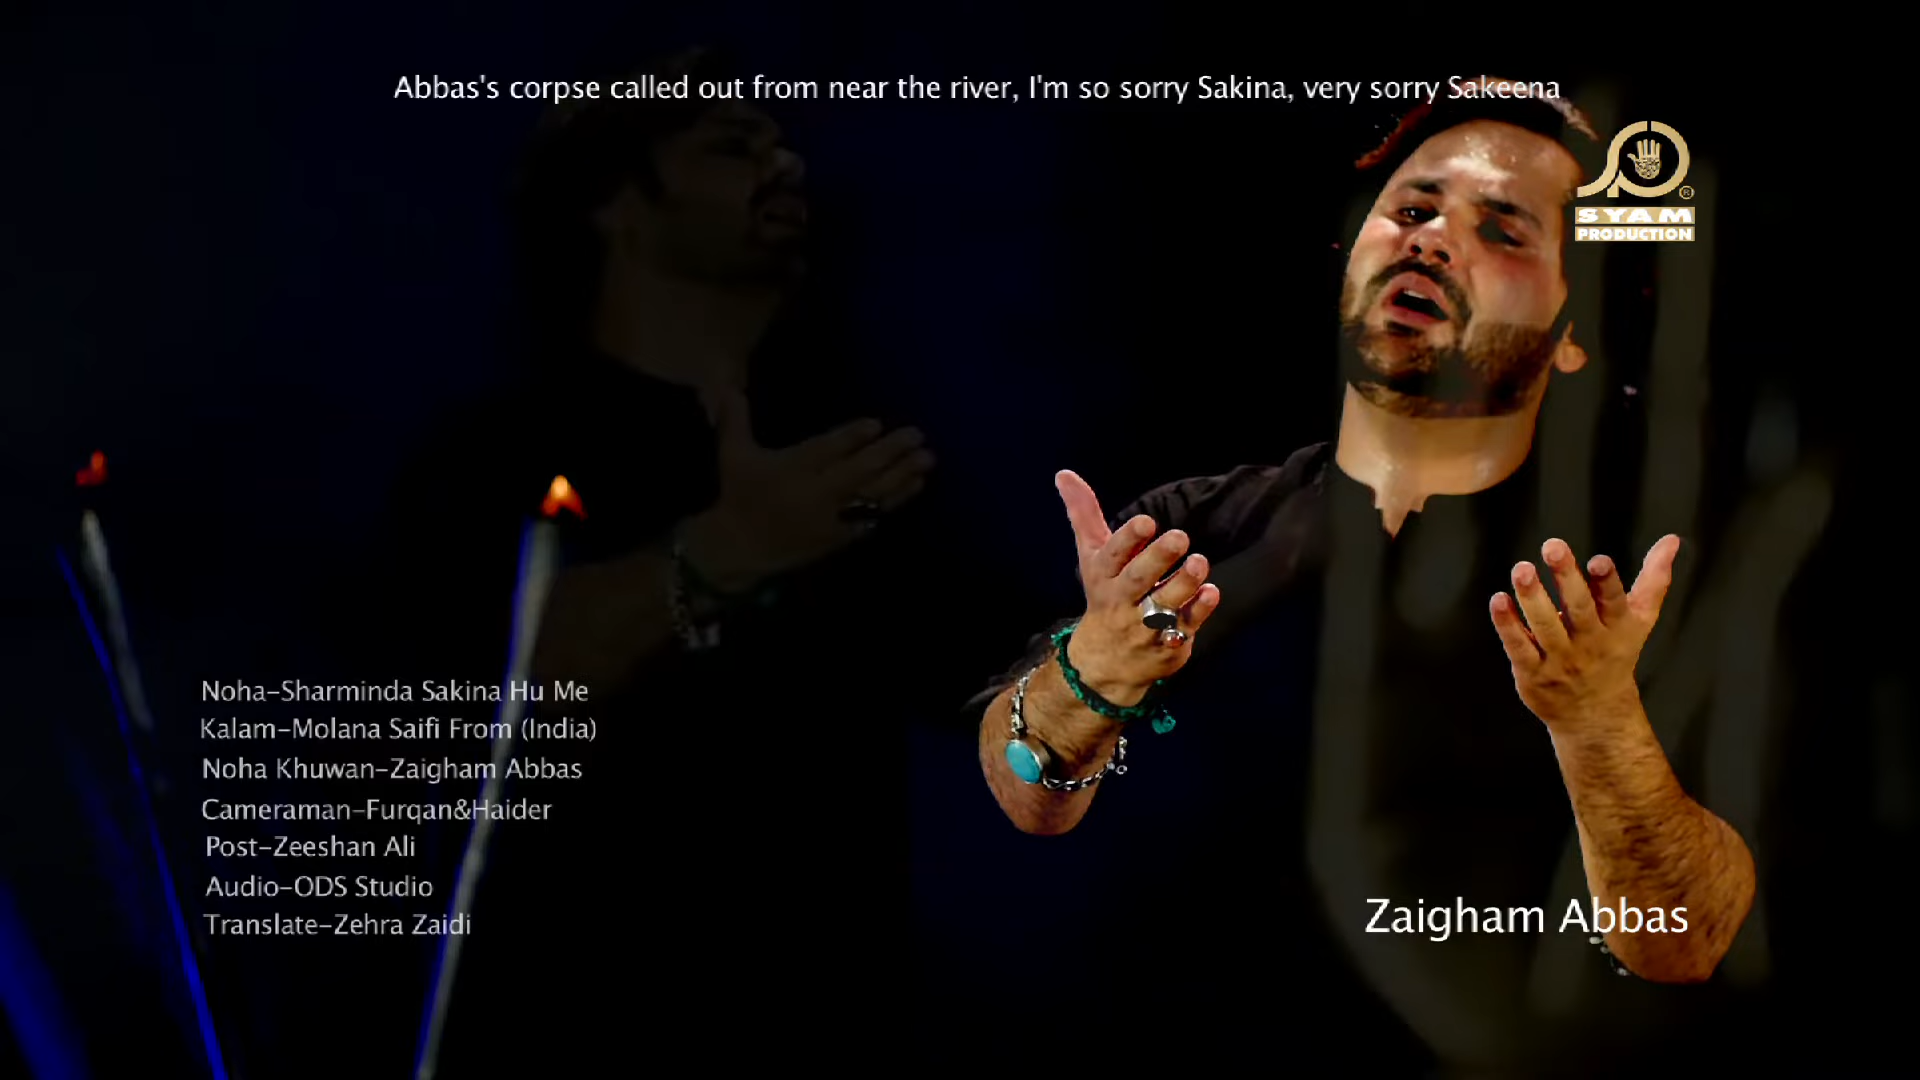 Abbas's corpse called out from near the river, I'm so sorry Sakina, very sorry Sakeena
®
SYAM
PRODUCTION
Noha-Sharminda Sakina Hu Me
Kalam-Molana Saifi From (India)
Noha Khuwan-Zaigham Abbas
Cameraman-Furqan&Haider
Post-Zeeshan Ali
Audio-ODS Studio
Translate-Zehra Zaidi
Zaigham Abbas